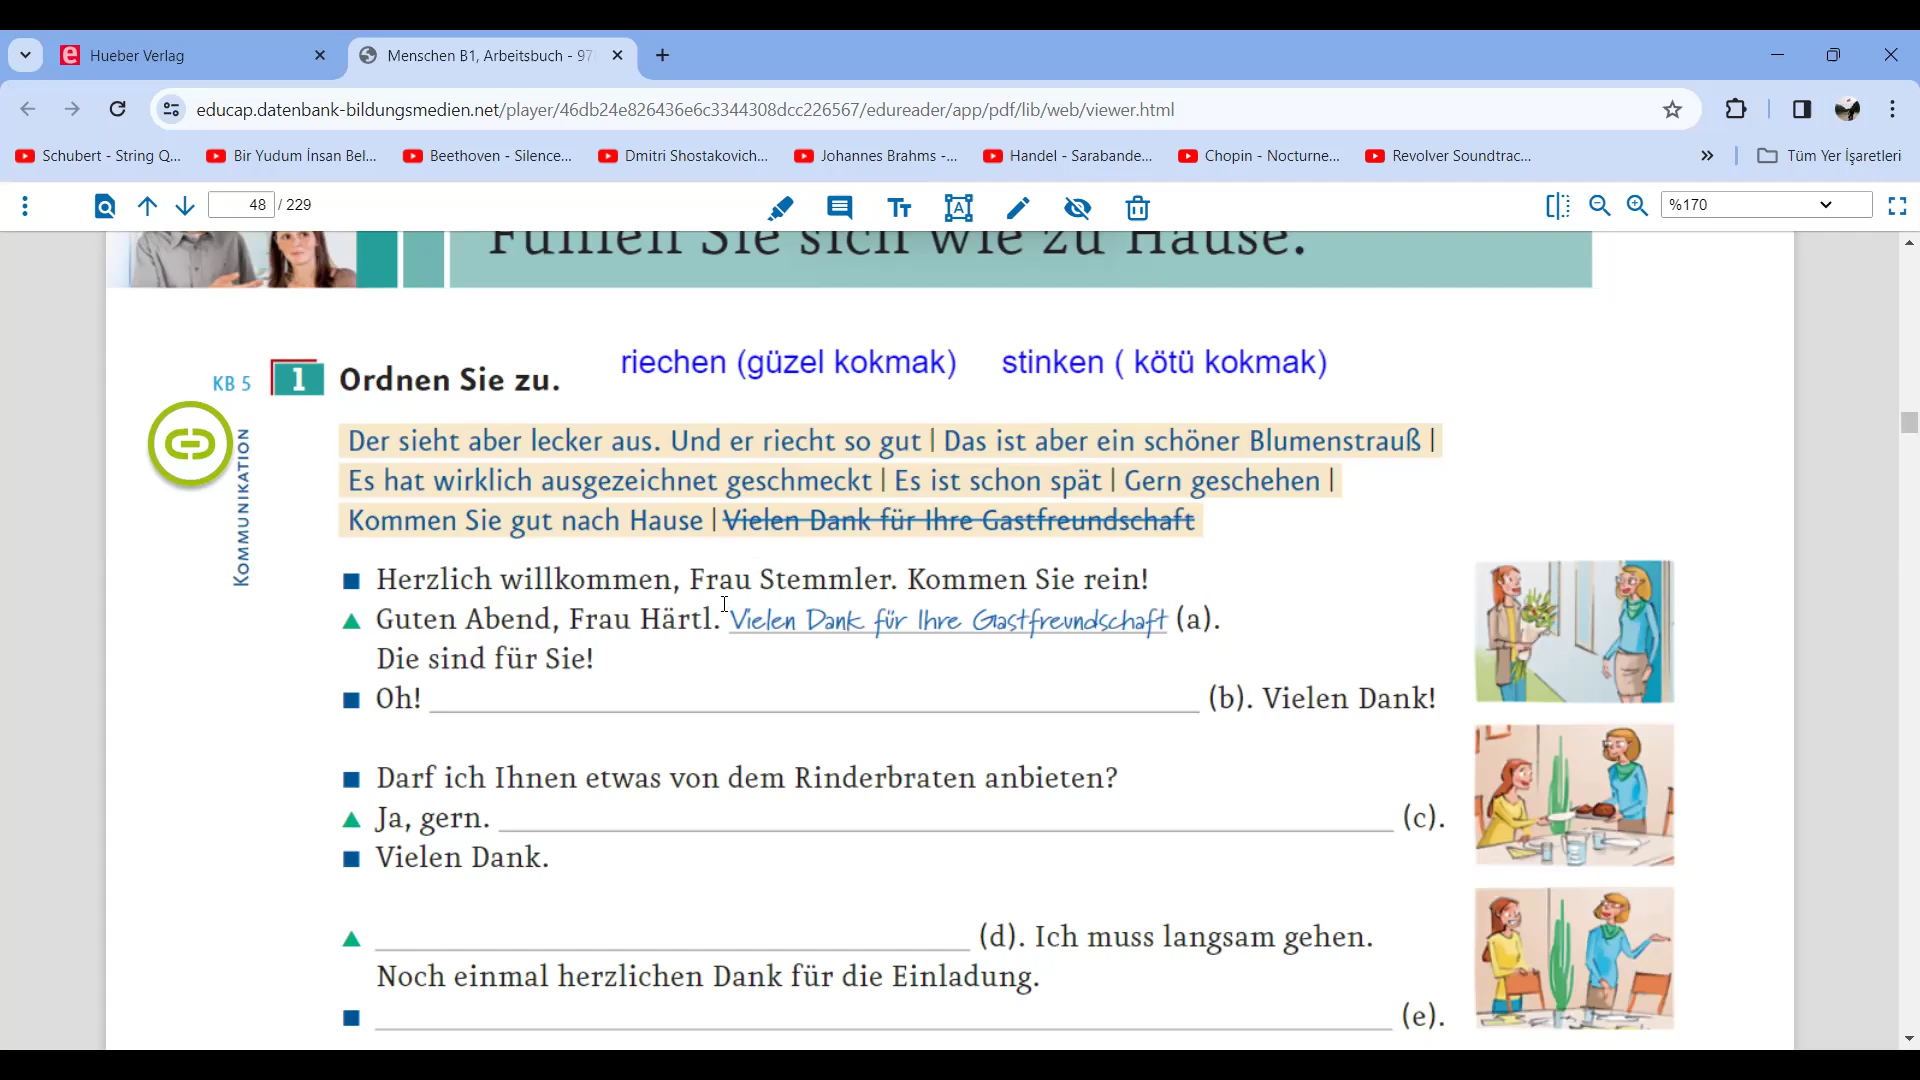 Hueber Verlag
Menschen B1, Arbeitsbuch - 97
educap.datenbank-bildungsmedien.net/player/46db24e826436e6c3344308dcc226567/edureader/app/pdf/lib/web/viewer.html
Schubert - String Q... Bir Yudum İnsan Bel... Beethoven - Silence... Dmitri Shostakovich... Johannes Brahms -... Handel - Sarabande... Chopin - Nocturne... Revolver Soundtrac... » Tüm Yer İşaretleri
48 / 229 %170
Fühlen Sie sich wie zu Hause.
riechen (güzel kokmak) stinken ( kötü kokmak)
KB 5 1 Ordnen Sie zu.
KOMMUNIKATION
Der sieht aber lecker aus. Und er riecht so gut | Das ist aber ein schöner Blumenstrauß |
Es hat wirklich ausgezeichnet geschmeckt | Es ist schon spät | Gern geschehen |
Kommen Sie gut nach Hause | Vielen Dank für Ihre Gastfreundschaft
Herzlich willkommen, Frau Stemmler. Kommen Sie rein!
Guten Abend, Frau Härtl. Vielen Dank für Ihre Gastfreundschaft (a).
Die sind für Sie!
Oh! (b). Vielen Dank!
Darf ich Ihnen etwas von dem Rinderbraten anbieten?
Ja, gern. (c).
Vielen Dank.
(d). Ich muss langsam gehen.
Noch einmal herzlichen Dank für die Einladung.
(e).